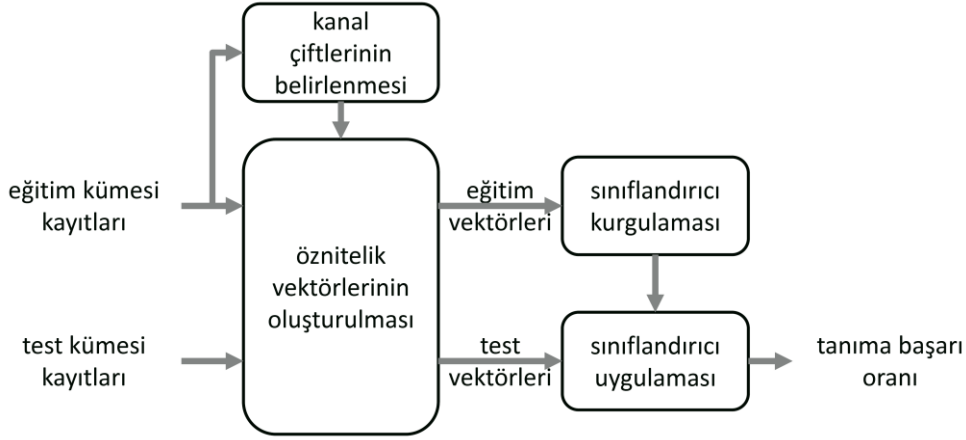 kanal
çiftlerinin
belirlenmesi
eğitim kümesi
kayıtları
öznitelik
vektörlerinin
oluşturulması
eğitim
vektörleri
sınıflandırıcı
kurgulaması
test kümesi
kayıtları
test
vektörleri
sınıflandırıcı
uygulaması
tanıma başarı
oranı